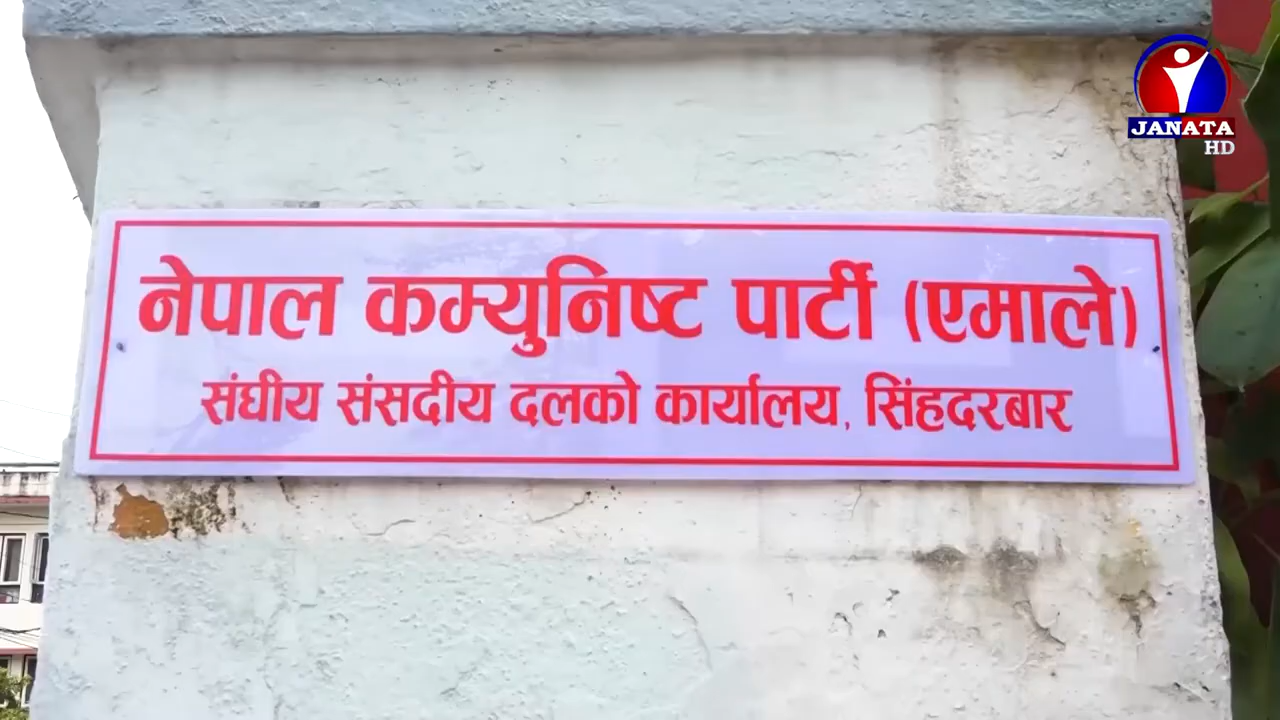 JANATA
HD
नेपाल कम्युनिष्ट पार्टी (एमाले)
संघीय संसदीय दलको कार्यालय, सिंहदरबार